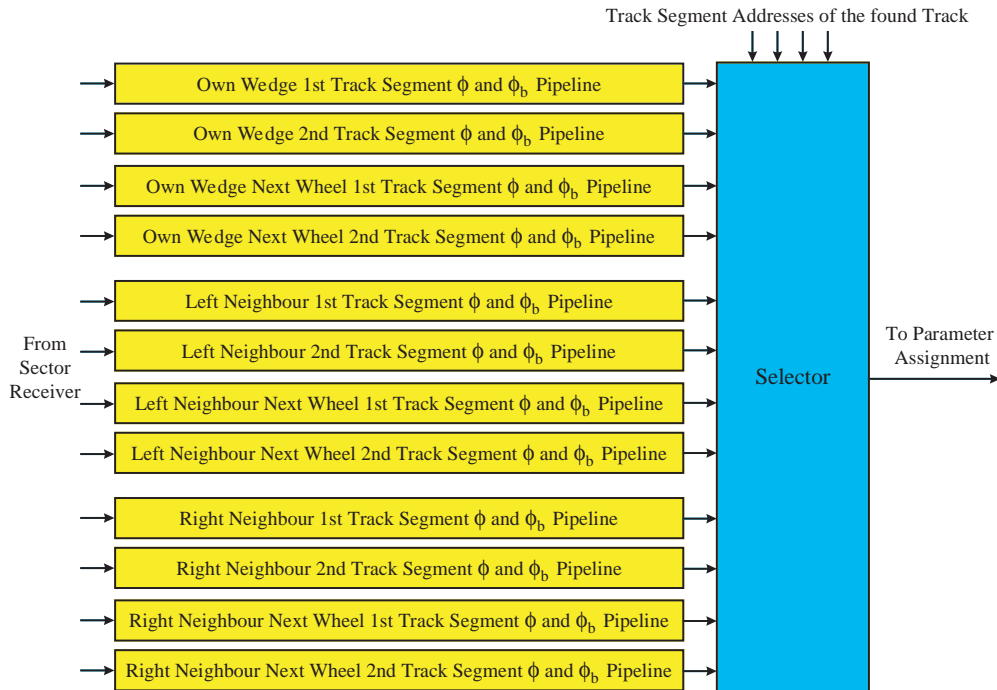 Track Segment Addresses of the found Track
Own Wedge 1st Track Segment ϕ and ϕb Pipeline
Own Wedge 2nd Track Segment ϕ and ϕb Pipeline
Own Wedge Next Wheel 1st Track Segment ϕ and ϕb Pipeline
Own Wedge Next Wheel 2nd Track Segment ϕ and ϕb Pipeline
Left Neighbour 1st Track Segment ϕ and ϕb Pipeline
Left Neighbour 2nd Track Segment ϕ and ϕb Pipeline
Left Neighbour Next Wheel 1st Track Segment ϕ and ϕb Pipeline
Left Neighbour Next Wheel 2nd Track Segment ϕ and ϕb Pipeline
Right Neighbour 1st Track Segment ϕ and ϕb Pipeline
Right Neighbour 2nd Track Segment ϕ and ϕb Pipeline
Right Neighbour Next Wheel 1st Track Segment ϕ and ϕb Pipeline
Right Neighbour Next Wheel 2nd Track Segment ϕ and ϕb Pipeline
From
Sector
Receiver
Selector
To Parameter
Assignment